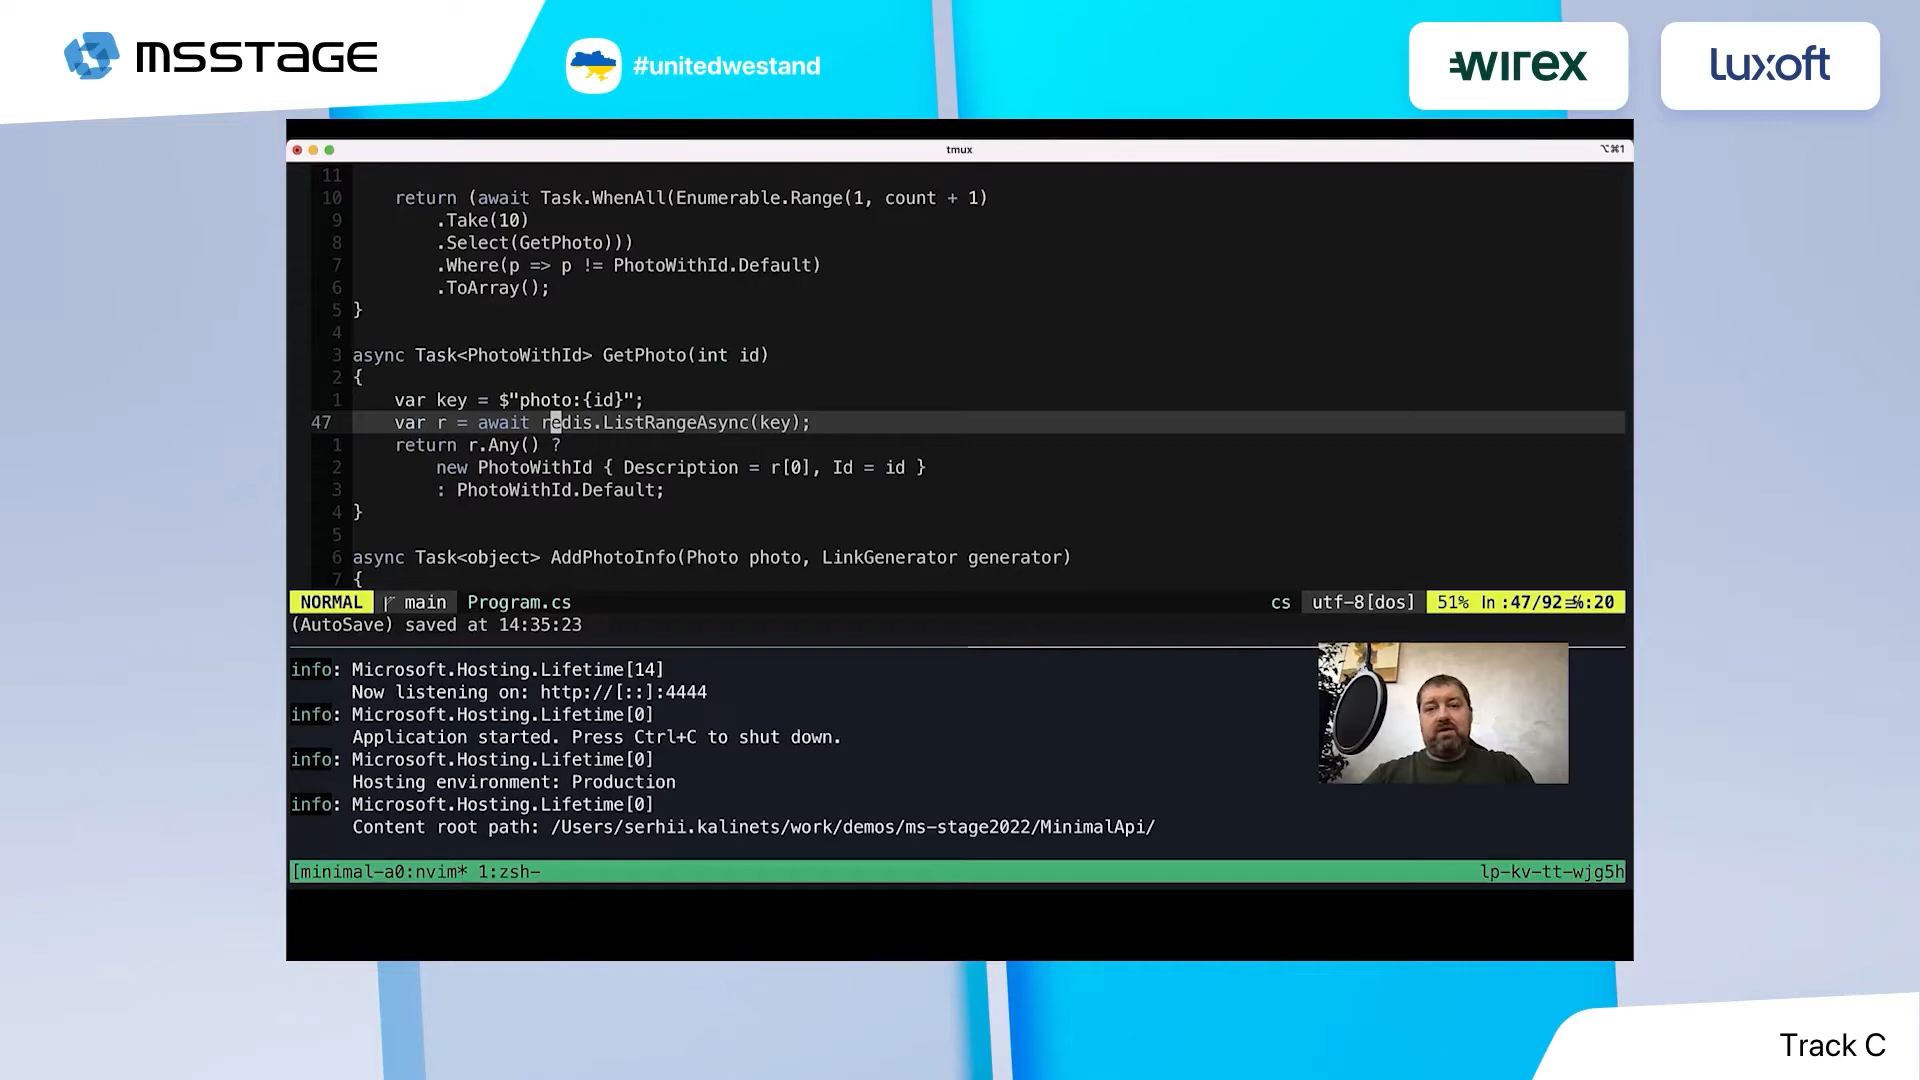 MSSTAGE
#unitedwestand
wirex
luxoft
tmux
⌥⌘1
11
10 return (await Task.WhenAll(Enumerable.Range(1, count + 1)
9 .Take(10)
8 .Select(GetPhoto)))
7 .Where(p => p != PhotoWithId.Default)
6 .ToArray();
5 }
4
3 async Task<PhotoWithId> GetPhoto(int id)
2 {
1 var key = $"photo:{id}";
47 var r = await redis.ListRangeAsync(key);
1 return r.Any() ?
2 new PhotoWithId { Description = r[0], Id = id }
3 : PhotoWithId.Default;
4 }
5
6 async Task<object> AddPhotoInfo(Photo photo, LinkGenerator generator)
7 {
NORMAL main Program.cs cs utf-8[dos] 51% ln :47/92 :20
(AutoSave) saved at 14:35:23
info: Microsoft.Hosting.Lifetime[14]
Now listening on: http://[::]:4444
info: Microsoft.Hosting.Lifetime[0]
Application started. Press Ctrl+C to shut down.
info: Microsoft.Hosting.Lifetime[0]
Hosting environment: Production
info: Microsoft.Hosting.Lifetime[0]
Content root path: /Users/serhii.kalinets/work/demos/ms-stage2022/MinimalApi/
[minimal-a0:nvim* 1:zsh- lp-kv-tt-wjg5h
Track C